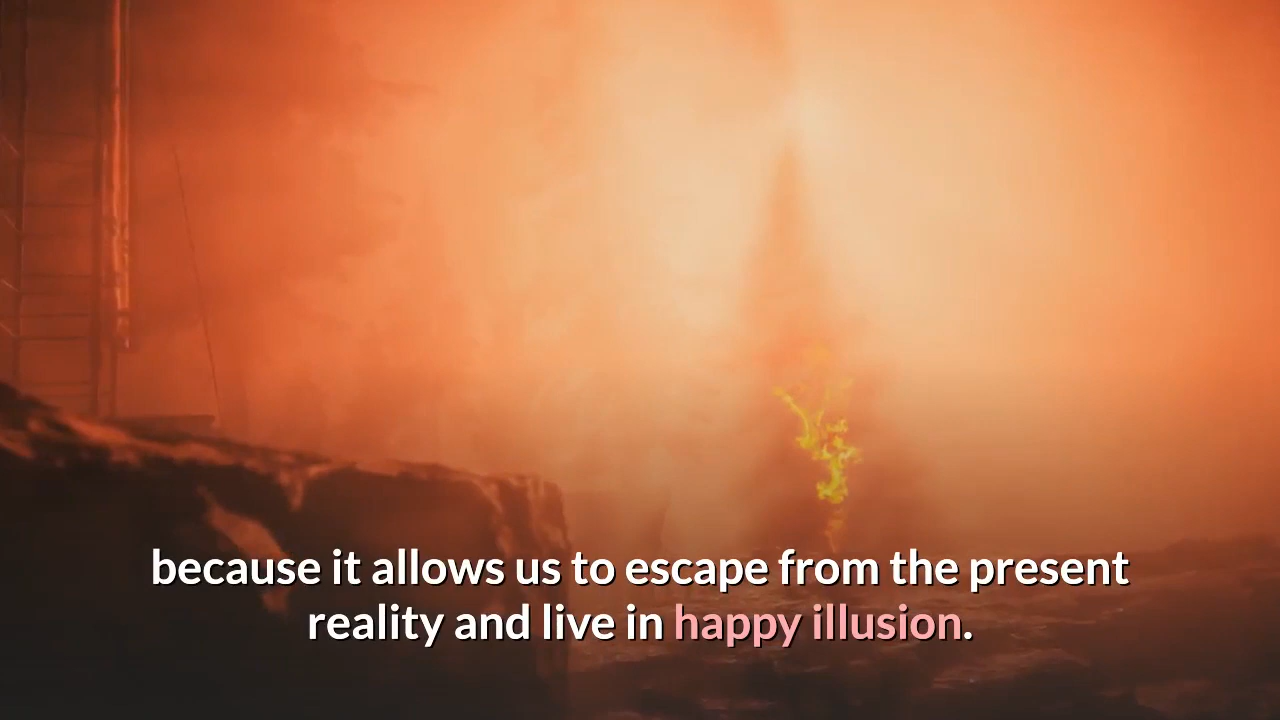 because it allows us to escape from the present
reality and live in happy illusion.